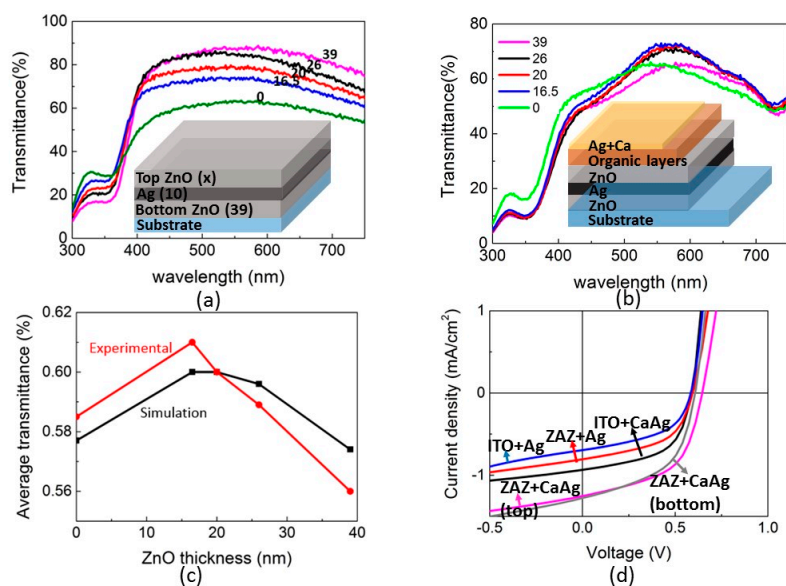 (a)
Transmittance(%)
100
80
60
40
20
0
39
26
20
16.5
0
Top ZnO (x)
Ag (10)
Bottom ZnO (39)
Substrate
300 400 500 600 700
wavelength (nm)
(a)
(b)
Transmittance(%)
80
60
40
20
0
39
26
20
16.5
0
Ag+Ca
Organic layers
ZnO
Ag
ZnO
Substrate
300 400 500 600 700
wavelength (nm)
(b)
Average transmittance (%)
0.62
0.60
0.58
0.56
Experimental
Simulation
0 10 20 30 40
ZnO thickness (nm)
(c)
Current density (mA/cm²)
1
0
-1
ITO+Ag
ZAZ+Ag
ITO+CaAg
ZAZ+CaAg
(top)
ZAZ+CaAg
(bottom)
-0.5 0.0 0.5 1.0
Voltage (V)
(d)